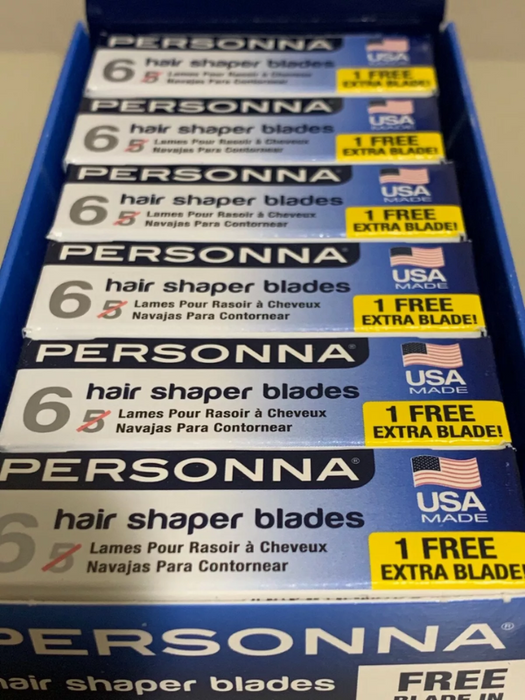 PERSONNA
6 5 hair shaper blades
Lames Pour Rasoir à Cheveux
Navajas Para Contornear
USA
1 FREE
EXTRA BLADE!
PERSONNA
6 5 hair shaper blades
Lames Pour Rasoir à Cheveux
Navajas Para Contornear
USA
MADE
1 FREE
EXTRA BLADE!
PERSONNA
6 5 hair shaper blades
Lames Pour Rasoir à Cheveux
Navajas Para Contornear
USA
MADE
1 FREE
EXTRA BLADE!
PERSONNA®
6 5 hair shaper blades
Lames Pour Rasoir à Cheveux
Navajas Para Contornear
USA
MADE
1 FREE
EXTRA BLADE!
PERSONNA®
6 5 hair shaper blades
Lames Pour Rasoir à Cheveux
Navajas Para Contornear
USA
MADE
1 FREE
EXTRA BLADE!
PERSONNA®
6 5 hair shaper blades
Lames Pour Rasoir à Cheveux
Navajas Para Contornear
USA
MADE
1 FREE
EXTRA BLADE!
PERSONNA®
hair shaper blades
FREE
BLADE IN